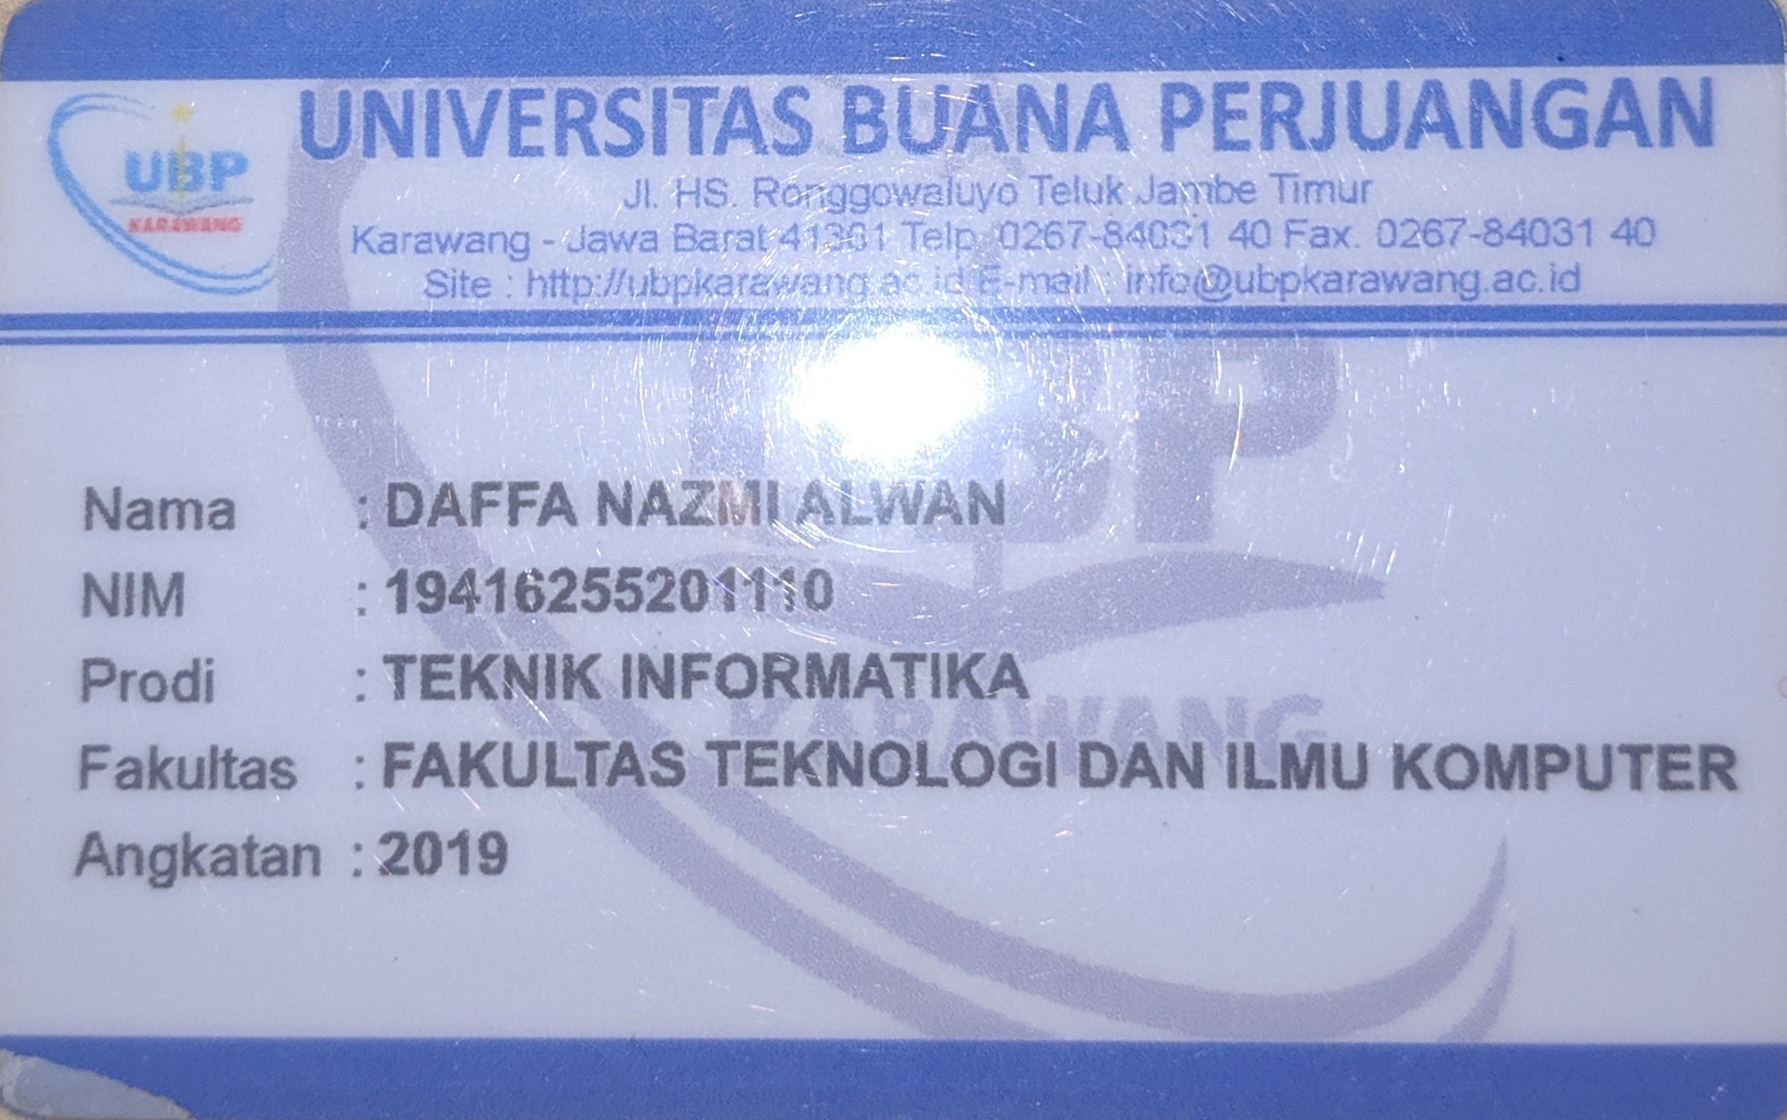 UNIVERSITAS BUANA PERJUANGAN
UBP
KARAWANG
Jl. HS. Ronggowaluyo Teluk Jambe Timur
Karawang - Jawa Barat 41361 Telp. 0267-84031 40 Fax. 0267-84031 40
Site : http://ubpkarawang.ac.id E-mail : info@ubpkarawang.ac.id
Nama : DAFFA NAZMI ALWAN
NIM : 19416255201110
Prodi : TEKNIK INFORMATIKA
KARAWANG
Fakultas : FAKULTAS TEKNOLOGI DAN ILMU KOMPUTER
Angkatan : 2019